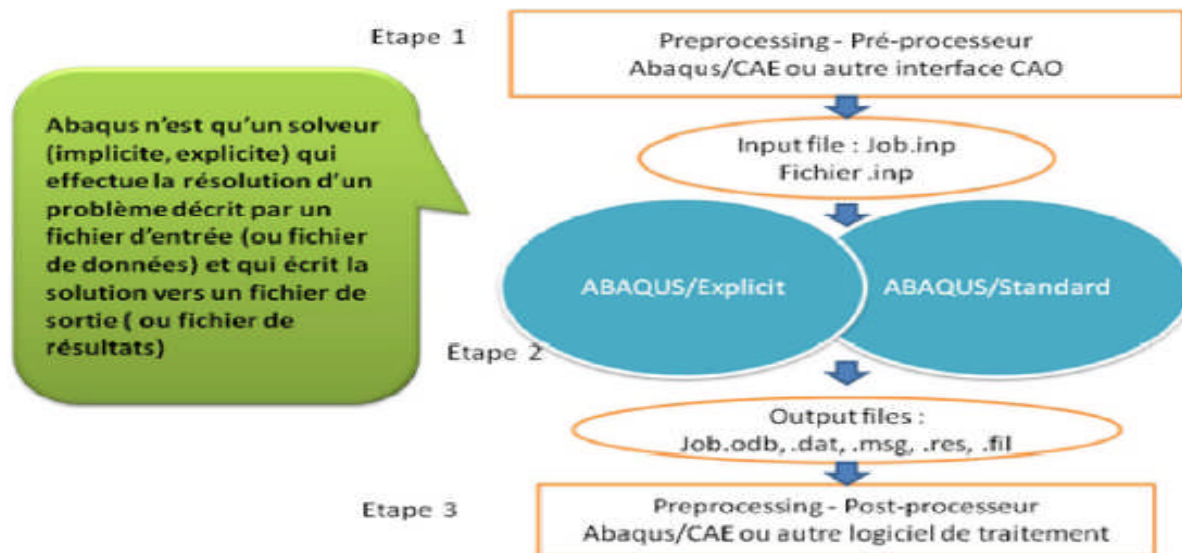 Etape 1
Preprocessing - Pré-processeur
Abaqus/CAE ou autre interface CAO
Abaqus n'est qu'un solveur
(implicite, explicite) qui
effectue la résolution d'un
problème décrit par un
fichier d'entrée (ou fichier
de données) et qui écrit la
solution vers un fichier de
sortie ( ou fichier de
résultats)
Input file : Job.inp
Fichier .inp
ABAQUS/Explicit
ABAQUS/Standard
Etape 2
Output files :
Job.odb, .dat, .msg, .res, .fil
Etape 3
Preprocessing - Post-processeur
Abaqus/CAE ou autre logiciel de traitement